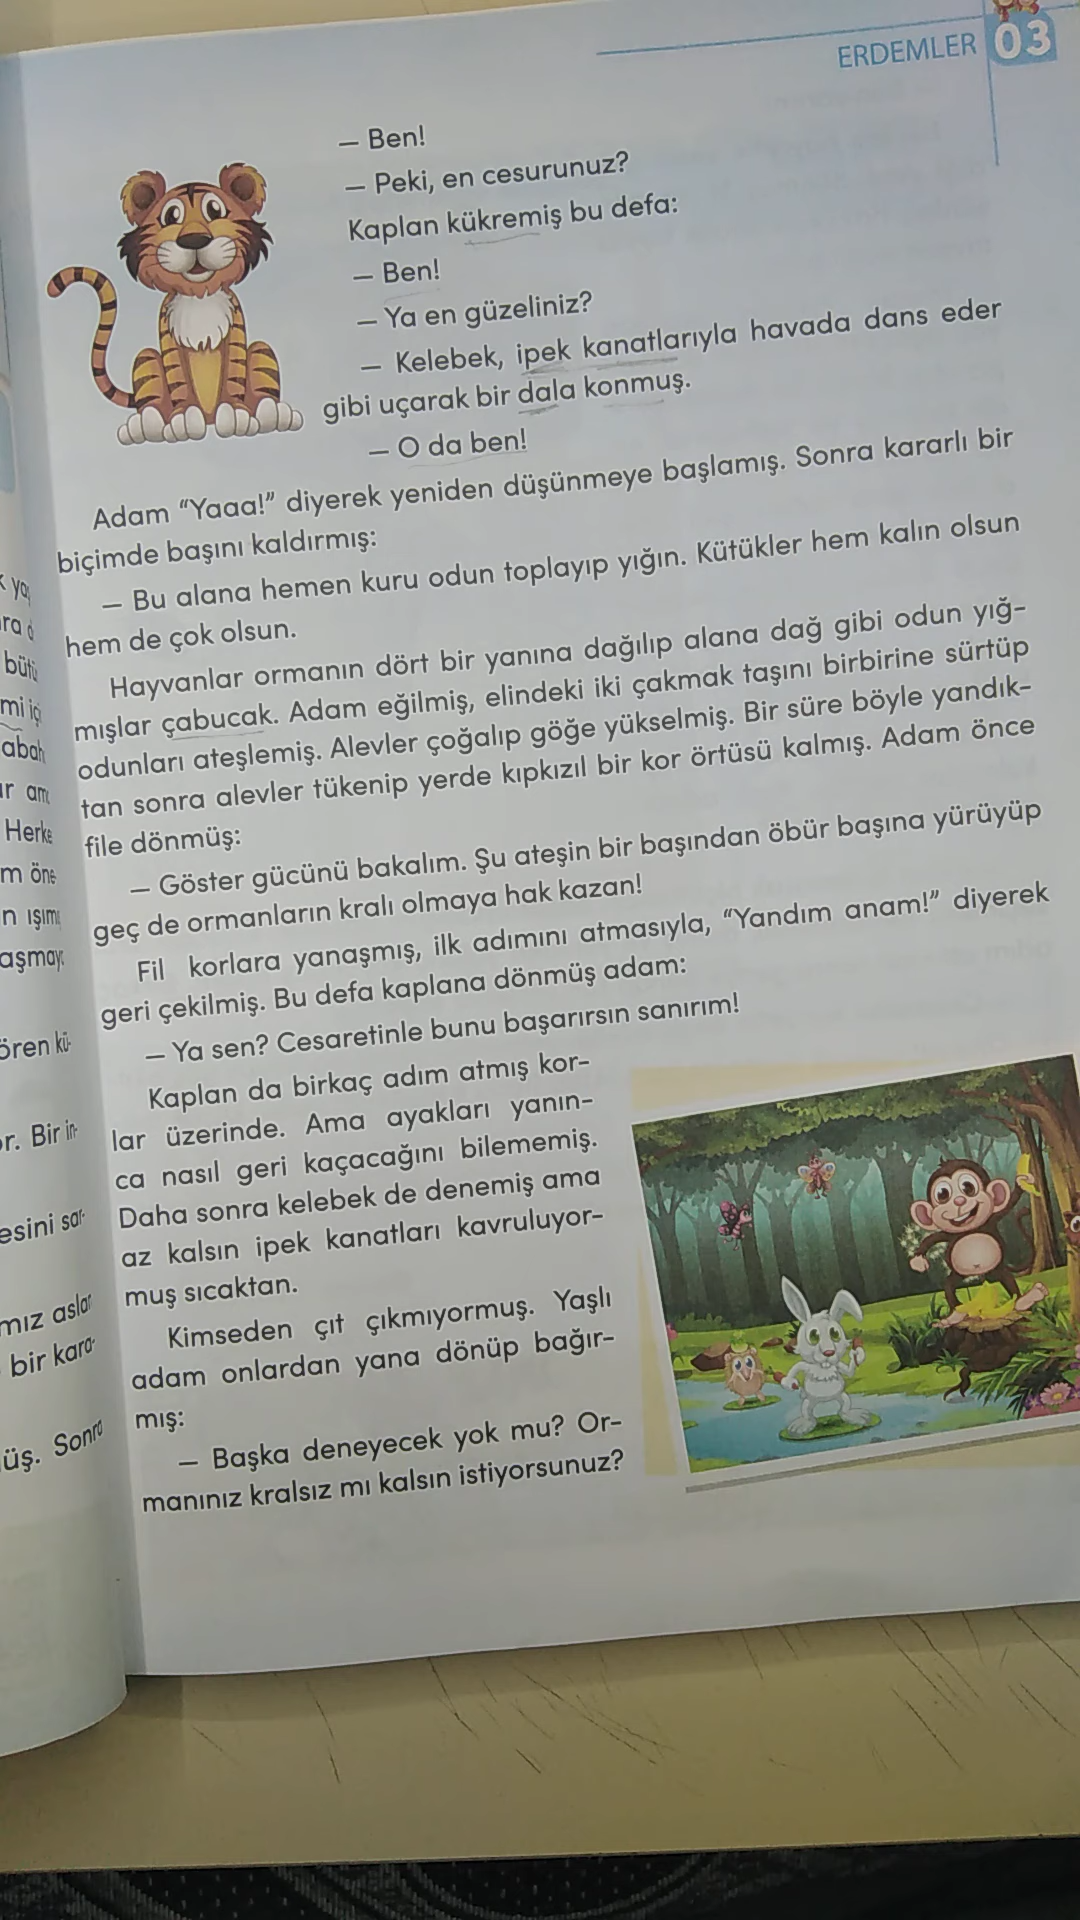 ERDEMLER 03
– Ben!
– Peki, en cesurunuz?
Kaplan kükremiş bu defa:
– Ben!
– Ya en güzeliniz?
– Kelebek, ipek kanatlarıyla havada dans eder
gibi uçarak bir dala konmuş.
– O da ben!
Adam “Yaaa!” diyerek yeniden düşünmeye başlamış. Sonra kararlı bir
biçimde başını kaldırmış:
– Bu alana hemen kuru odun toplayıp yığın. Kütükler hem kalın olsun
hem de çok olsun.
Hayvanlar ormanın dört bir yanına dağılıp alana dağ gibi odun yığ-
mışlar çabucak. Adam eğilmiş, elindeki iki çakmak taşını birbirine sürtüp
odunları ateşlemiş. Alevler çoğalıp göğe yükselmiş. Bir süre böyle yandık-
tan sonra alevler tükenip yerde kıpkızıl bir kor örtüsü kalmış. Adam önce
file dönmüş:
– Göster gücünü bakalım. Şu ateşin bir başından öbür başına yürüyüp
geç de ormanların kralı olmaya hak kazan!
Fil korlara yanaşmış, ilk adımını atmasıyla, “Yandım anam!” diyerek
geri çekilmiş. Bu defa kaplana dönmüş adam:
– Ya sen? Cesaretinle bunu başarırsın sanırım!
Kaplan da birkaç adım atmış kor-
lar üzerinde. Ama ayakları yanın-
ca nasıl geri kaçacağını bilememiş.
Daha sonra kelebek de denemiş ama
az kalsın ipek kanatları kavruluyor-
muş sıcaktan.
Kimseden çıt çıkmıyormuş. Yaşlı
adam onlardan yana dönüp bağır-
mış:
– Başka deneyecek yok mu? Or-
manınız kralsız mı kalsın istiyorsunuz?